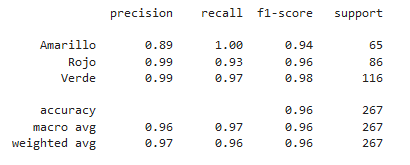 precision recall f1-score support
Amarillo 0.89 1.00 0.94 65
Rojo 0.99 0.93 0.96 86
Verde 0.99 0.97 0.98 116
accuracy 0.96 267
macro avg 0.96 0.97 0.96 267
weighted avg 0.97 0.96 0.96 267